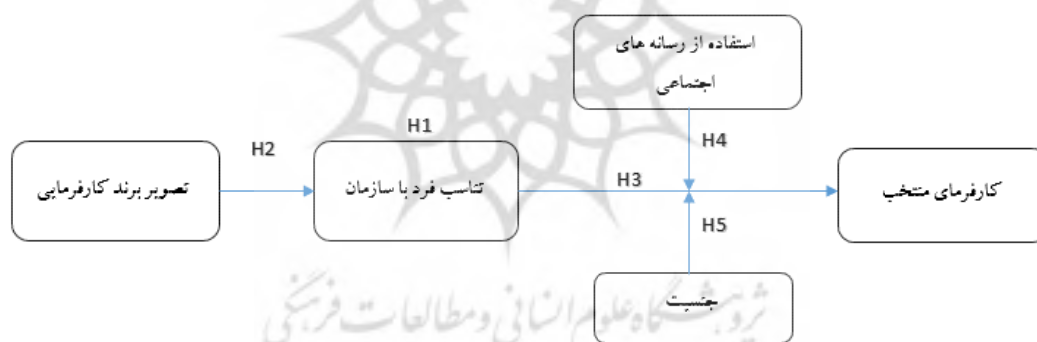 استفاده از رسانه های
اجتماعی
H1
H4
H2
تصویر برند کارفرمایی
تناسب فرد با سازمان
H3
کارفرمای منتخب
H5
جنسیت
پژوهشگاه علوم انسانی و مطالعات فرهنگی